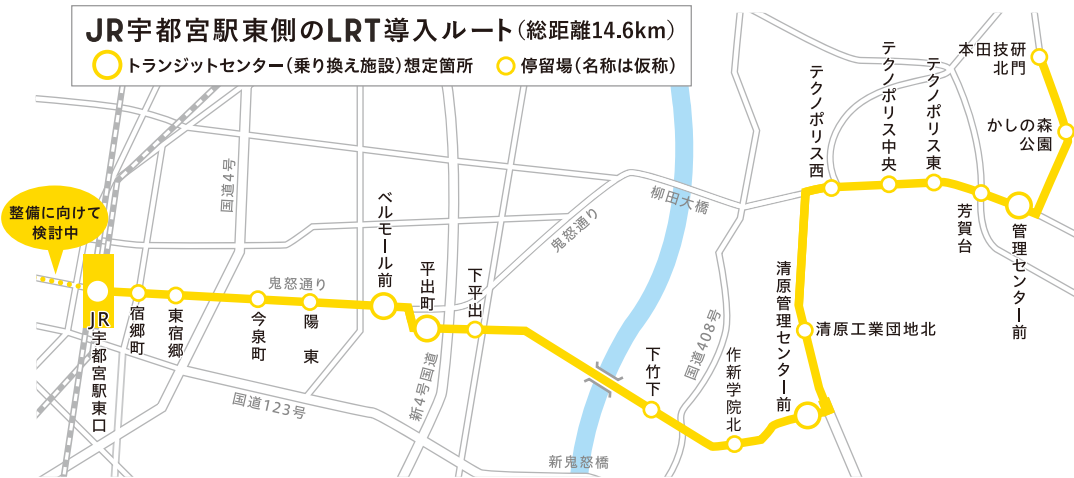 JR宇都宮駅東側のLRT導入ルート(総距離14.6km)
トランジットセンター(乗り換え施設)想定箇所
停留場(名称は仮称)
整備に向けて
検討中
JR宇都宮駅東口
宿郷町
東宿郷
今泉町
陽東
ベルモール前
平出町
下平出
下竹下
作新学院北
清原管理センター前
清原工業団地北
テクノポリス西
テクノポリス中央
テクノポリス東
芳賀台
管理センター前
かしの森
公園
本田技研
北門
国道4号
鬼怒通り
国道123号
新4号国道
鬼怒通り
柳田大橋
国道408号
新鬼怒橋